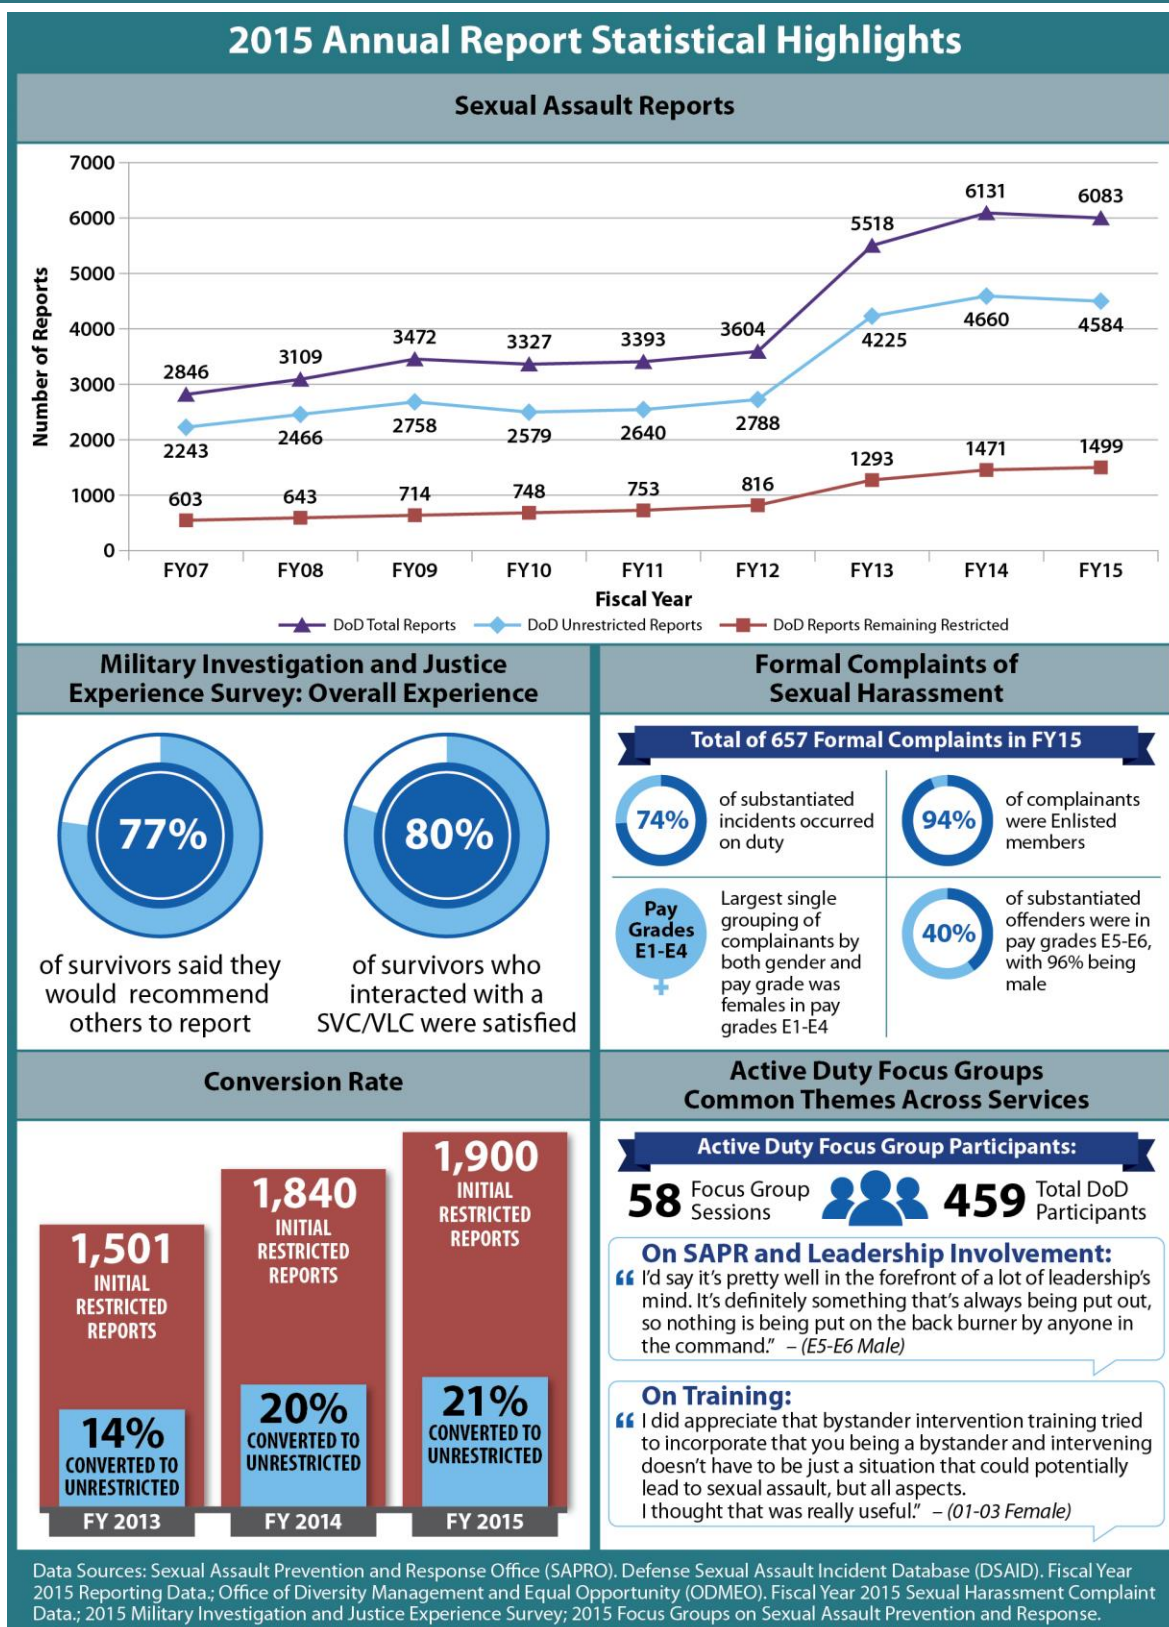 2015 Annual Report Statistical Highlights
Sexual Assault Reports
7000
6000
5000
4000
3000
2000
1000
0
Number of Reports
2846
3109
3472
3327
3393
3604
5518
6131
6083
2243
2466
2758
2579
2640
2788
4225
4660
4584
603
643
714
748
753
816
1293
1471
1499
FY07
FY08
FY09
FY10
FY11
FY12
FY13
FY14
FY15
Fiscal Year
DoD Total Reports
DoD Unrestricted Reports
DoD Reports Remaining Restricted
Military Investigation and Justice
Experience Survey: Overall Experience
77%
of survivors said they
would recommend
others to report
80%
of survivors who
interacted with a
SVC/VLC were satisfied
Formal Complaints of
Sexual Harassment
Total of 657 Formal Complaints in FY15
74%
of substantiated
incidents occurred
on duty
94%
of complainants
were Enlisted
members
Pay
Grades
E1-E4
Largest single
grouping of
complainants by
both gender and
pay grade was
females in pay
grades E1-E4
40%
of substantiated
offenders were in
pay grades E5-E6,
with 96% being
male
Conversion Rate
1,501
INITIAL
RESTRICTED
REPORTS
14%
CONVERTED TO
UNRESTRICTED
FY 2013
1,840
INITIAL
RESTRICTED
REPORTS
20%
CONVERTED TO
UNRESTRICTED
FY 2014
1,900
INITIAL
RESTRICTED
REPORTS
21%
CONVERTED TO
UNRESTRICTED
FY 2015
Active Duty Focus Groups
Common Themes Across Services
Active Duty Focus Group Participants:
58 Focus Group
Sessions
459 Total DoD
Participants
On SAPR and Leadership Involvement:
“ I’d say it’s pretty well in the forefront of a lot of leadership’s
mind. It’s definitely something that’s always being put out,
so nothing is being put on the back burner by anyone in
the command.” – (E5-E6 Male)
On Training:
“ I did appreciate that bystander intervention training tried
to incorporate that you being a bystander and intervening
doesn’t have to be just a situation that could potentially
lead to sexual assault, but all aspects.
I thought that was really useful.” – (01-03 Female)
Data Sources: Sexual Assault Prevention and Response Office (SAPRO). Defense Sexual Assault Incident Database (DSAID). Fiscal Year
2015 Reporting Data.; Office of Diversity Management and Equal Opportunity (ODMEO). Fiscal Year 2015 Sexual Harassment Complaint
Data.; 2015 Military Investigation and Justice Experience Survey; 2015 Focus Groups on Sexual Assault Prevention and Response.